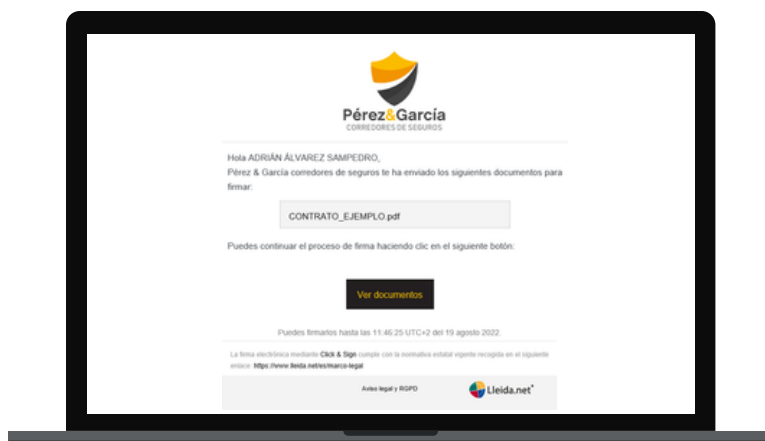 Pérez&García
CORREDORES DE SEGUROS
Hola ADRIÁN ÁLVAREZ SAMPEDRO,
Pérez & García corredores de seguros te ha enviado los siguientes documentos para
firmar:
CONTRATO_EJEMPLO.pdf
Puedes continuar el proceso de firma haciendo clic en el siguiente botón:
Ver documentos
Puedes firmarlos hasta las 11:46:25 UTC+2 del 19 agosto 2022.
La firma electrónica mediante Click & Sign cumple con la normativa estatal vigente recogida en el siguiente
enlace: https://www.lleida.net/es/marco-legal
Aviso legal y RGPD
Lleida.net